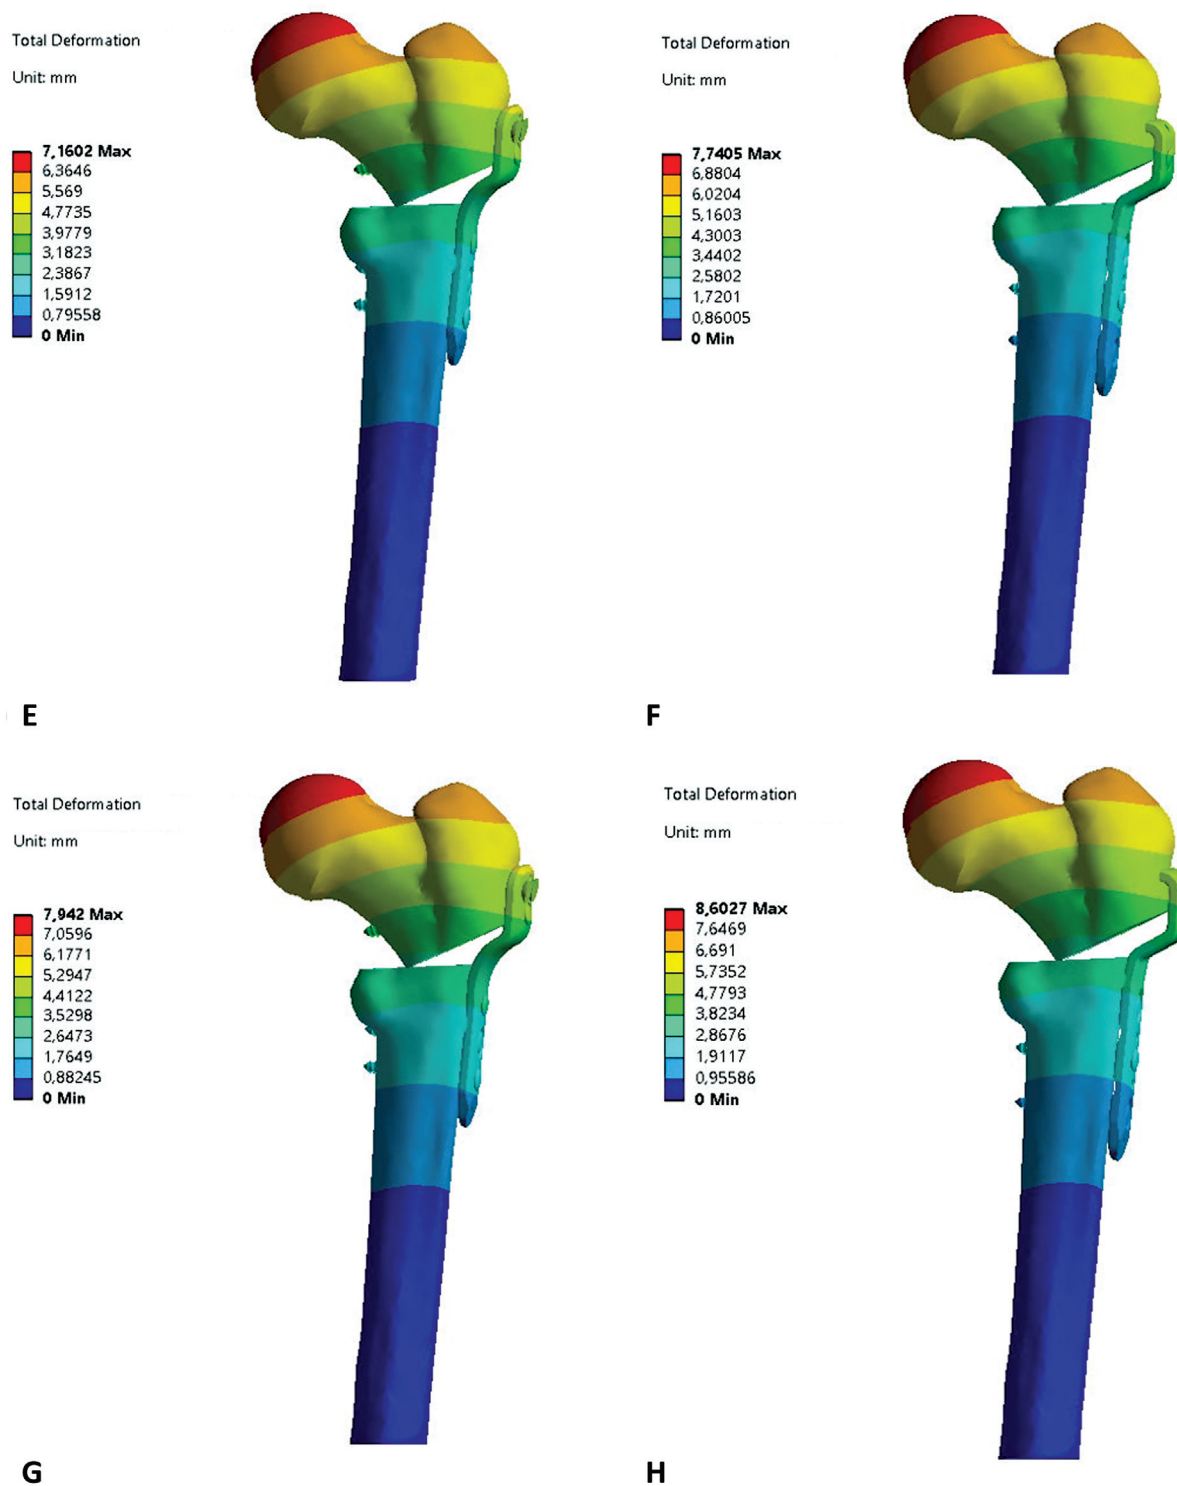 Total Deformation
Unit: mm
7,1602 Max
6,3646
5,569
4,7735
3,9779
3,1823
2,3867
1,5912
0,79558
0 Min
E
Total Deformation
Unit: mm
7,7405 Max
6,8804
6,0204
5,1603
4,3003
3,4402
2,5802
1,7201
0,86005
0 Min
F
Total Deformation
Unit: mm
7,942 Max
7,0596
6,1771
5,2947
4,4122
3,5298
2,6473
1,7649
0,88245
0 Min
G
Total Deformation
Unit: mm
8,6027 Max
7,6469
6,691
5,7352
4,7793
3,8234
2,8676
1,9117
0,95586
0 Min
H